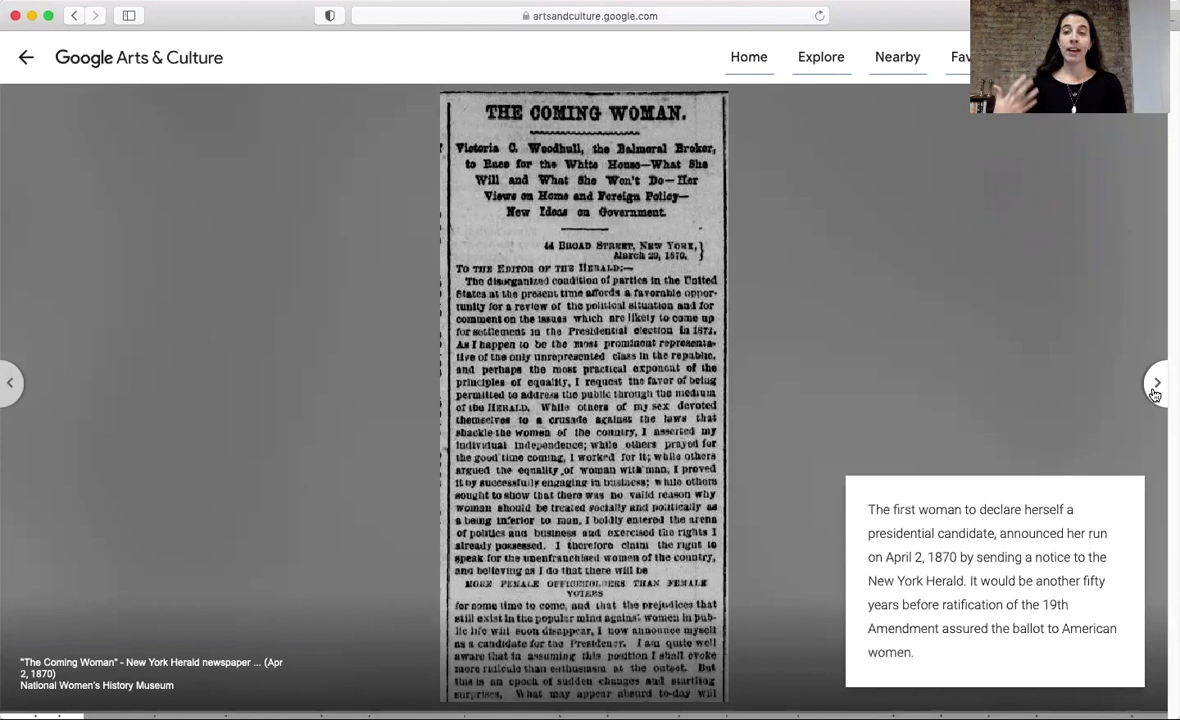 artsandculture.google.com
Google Arts & Culture
Home
Explore
Nearby
Fav
THE COMING WOMAN.
Victoria C. Woodhull, the Balmoral Broker,
to Race for the White House—What She
Will and What She Won't Do—Her
Views on Home and Foreign Policy—
New Ideas on Government.
44 BROAD STREET, NEW YORK,}
March 29, 1870.
TO THE EDITOR OF THE HERALD:—
The disorganized condition of parties in the United
States at the present time affords a favorable oppor-
tunity for a review of the political situation and for
comment on the issues which are likely to come up
for settlement in the Presidential election in 1872.
As I happen to be the most prominent representa-
tive of the only unrepresented class in the republic,
and perhaps the most practical exponent of the
principles of equality, I request the favor of being
permitted to address the public through the medium
of the HERALD. While others of my sex devoted
themselves to a crusade against the laws that
shackle the women of the country, I asserted my
individual independence; while others prayed for
the good time coming, I worked for it; while others
argued the equality of woman with man, I proved
it by successfully engaging in business; while others
sought to show that there was no valid reason why
woman should be treated socially and politically as
a being inferior to man, I boldly entered the arena
of politics and business and exercised the rights I
already possessed. I therefore claim the right to
speak for the unenfranchised women of the country,
and believing as I do that there will be
MORE FEMALE OFFICEHOLDERS THAN FEMALE
VOTERS
for some time to come, and that the prejudices that
still exist in the popular mind against women in pub-
lic life will soon disappear, I now announce myself
as a candidate for the Presidency. I am quite well
aware that in assuming this position I shall evoke
more ridicule than enthusiasm at the outset. But
this is an epoch of sudden changes and startling
surprises. What may appear absurd to-day will
The first woman to declare herself a
presidential candidate, announced her run
on April 2, 1870 by sending a notice to the
New York Herald. It would be another fifty
years before ratification of the 19th
Amendment assured the ballot to American
women.
"The Coming Woman" - New York Herald newspaper ... (Apr
2, 1870)
National Women's History Museum